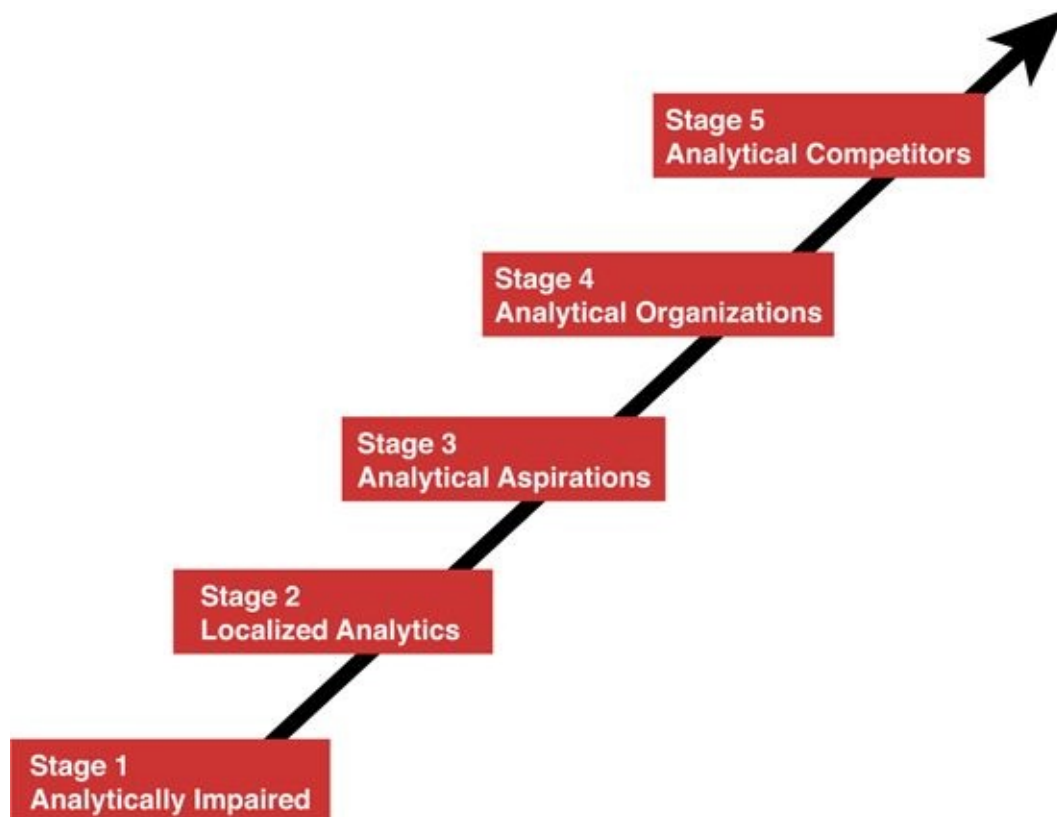 Stage 5
Analytical Competitors
Stage 4
Analytical Organizations
Stage 3
Analytical Aspirations
Stage 2
Localized Analytics
Stage 1
Analytically Impaired